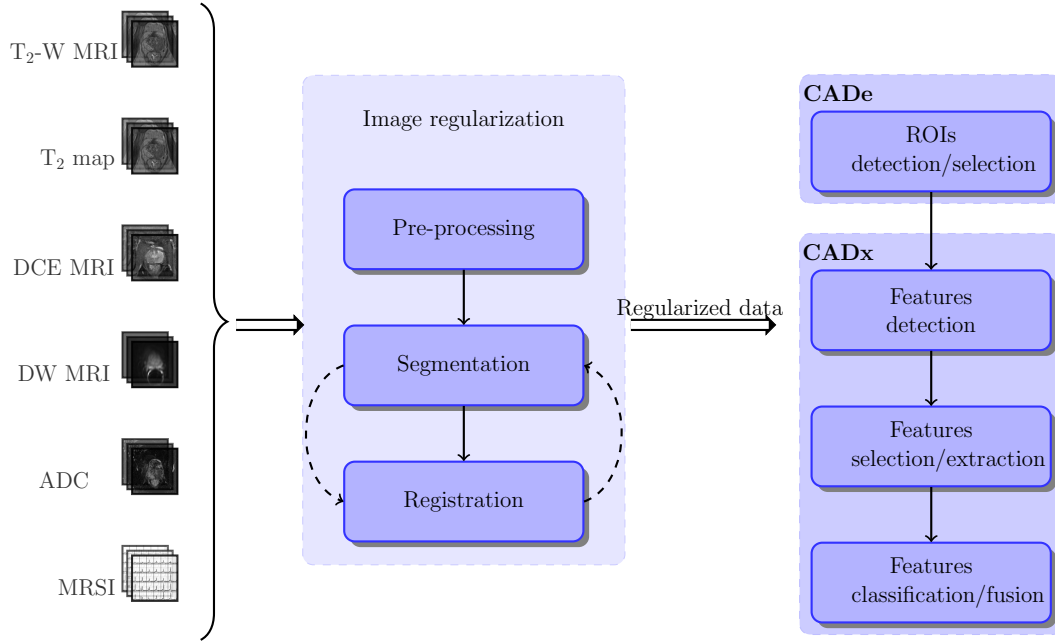 T₂-W MRI
T₂ map
DCE MRI
DW MRI
ADC
MRSI
Image regularization
Pre-processing
Segmentation
Registration
Regularized data
CADe
ROIs
detection/selection
CADx
Features
detection
Features
selection/extraction
Features
classification/fusion